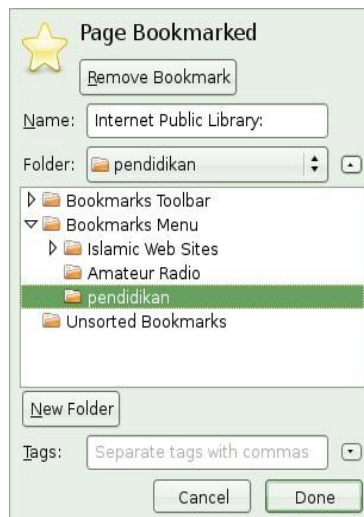 Page Bookmarked
Remove Bookmark
Name: Internet Public Library:
Folder: pendidikan
Bookmarks Toolbar
Bookmarks Menu
Islamic Web Sites
Amateur Radio
pendidikan
Unsorted Bookmarks
New Folder
Tags: Separate tags with commas
Cancel Done